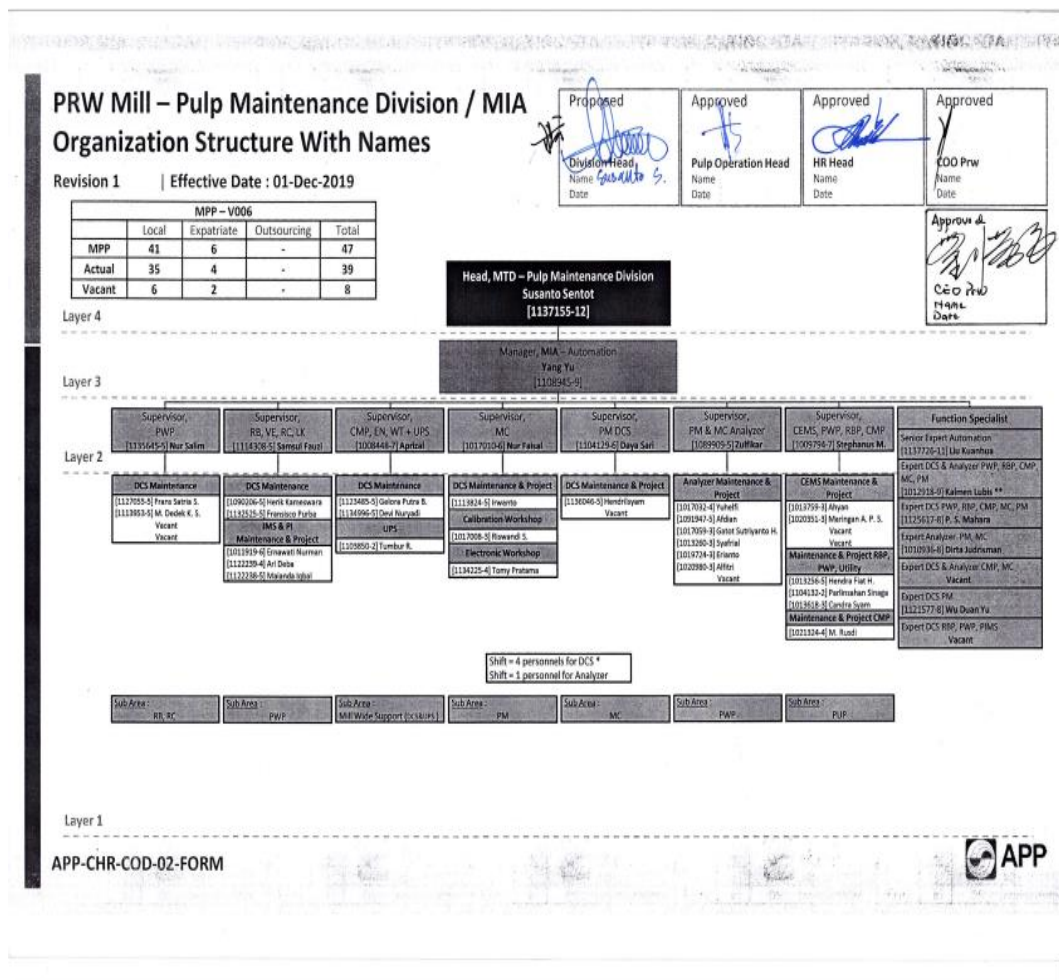 PRW Mill – Pulp Maintenance Division / MIA
Organization Structure With Names
Revision 1 | Effective Date : 01-Dec-2019
Proposed
Division Head
Name Susanto S.
Date
Approved
Pulp Operation Head
Name
Date
Approved
HR Head
Name
Date
Approved
COO Prw
Name
Date
Approved
CEO Prw
Name
Date
MPP – V006
Local Expatriate Outsourcing Total
MPP 41 6 - 47
Actual 35 4 - 39
Vacant 6 2 - 8
Head, MTD – Pulp Maintenance Division
Susanto Sentot
[1137155-12]
Layer 4
Manager, MIA – Automation
Yang Yu
[1108945-9]
Layer 3
Supervisor,
PWP
[1135645-5] Nur Salim
Supervisor,
RB, VE, RC, LK
[1114308-5] Samsul Fauzi
Supervisor,
CMP, EN, WT + UPS
[1008448-7] Aprizal
Supervisor,
MC
[1017010-6] Nur Faisal
Supervisor,
PM DCS
[1104129-6] Daya Sari
Supervisor,
PM & MC Analyzer
[1089909-5] Zulfikar
Supervisor,
CEMS, PWP, RBP, CMP
[1009794-7] Stephanus M.
Function Specialist
Senior Expert Automation
[1137726-11] Liu Kuanhua
Expert DCS & Analyzer PWP, RBP, CMP,
MC, PM
[1012918-9] Kalmen Lubis **
Expert DCS PWP, RBP, CMP, MC, PM
[1125617-8] P. S. Mahara
Expert Analyzer PM, MC
[1010936-8] Dirta Judrisman
Expert DCS & Analyzer CMP, MC
Vacant
Expert DCS PM
[1121577-8] Wu Duan Yu
Expert DCS RBP, PWP, PIMS
Vacant
Layer 2
DCS Maintenance
[1127055-5] Frans Satria S.
[1113953-5] M. Dedek K. S.
Vacant
Vacant
DCS Maintenance
[1090206-5] Herik Kameswara
[1132525-5] Fransisco Purba
IMS & PI
Maintenance & Project
[1011919-6] Ernawati Nurman
[1122239-4] Ari Deba
[1122238-5] Malanda Iqbal
DCS Maintenance
[1123485-5] Gelora Putra B.
[1134996-5] Devi Nuryadi
UPS
[1103850-2] Tumbur R.
DCS Maintenance & Project
[1113824-5] Irwanto
Calibration Workshop
[1017008-3] Riswandi S.
Electronic Workshop
[1134225-4] Tomy Pratama
DCS Maintenance & Project
[1136046-5] Hendriliyam
Vacant
Analyzer Maintenance &
Project
[1017032-4] Yuhelfi
[1091947-5] Afdian
[1017059-3] Gatot Sutriyanto H.
[1013260-3] Syafrial
[1019724-3] Erianto
[1020980-3] Alfitri
Vacant
CEMS Maintenance &
Project
[1013759-3] Ahyan
[1020351-3] Maringan A. P. S.
Vacant
Vacant
Maintenance & Project RBP,
PWP, Utility
[1013256-5] Hendra Fiat H.
[1104132-2] Parlinsahan Sinaga
[1013618-3] Candra Syam
Maintenance & Project CMP
[1021324-4] M. Rusdi
Shift = 4 personnels for DCS *
Shift = 1 personnel for Analyzer
Sub Area :
RB, RC
Sub Area :
PWP
Sub Area :
Mill Wide Support (DCS&UPS )
Sub Area :
PM
Sub Area :
MC
Sub Area :
PWP
Sub Area :
PUP
Layer 1
APP-CHR-COD-02-FORM
APP